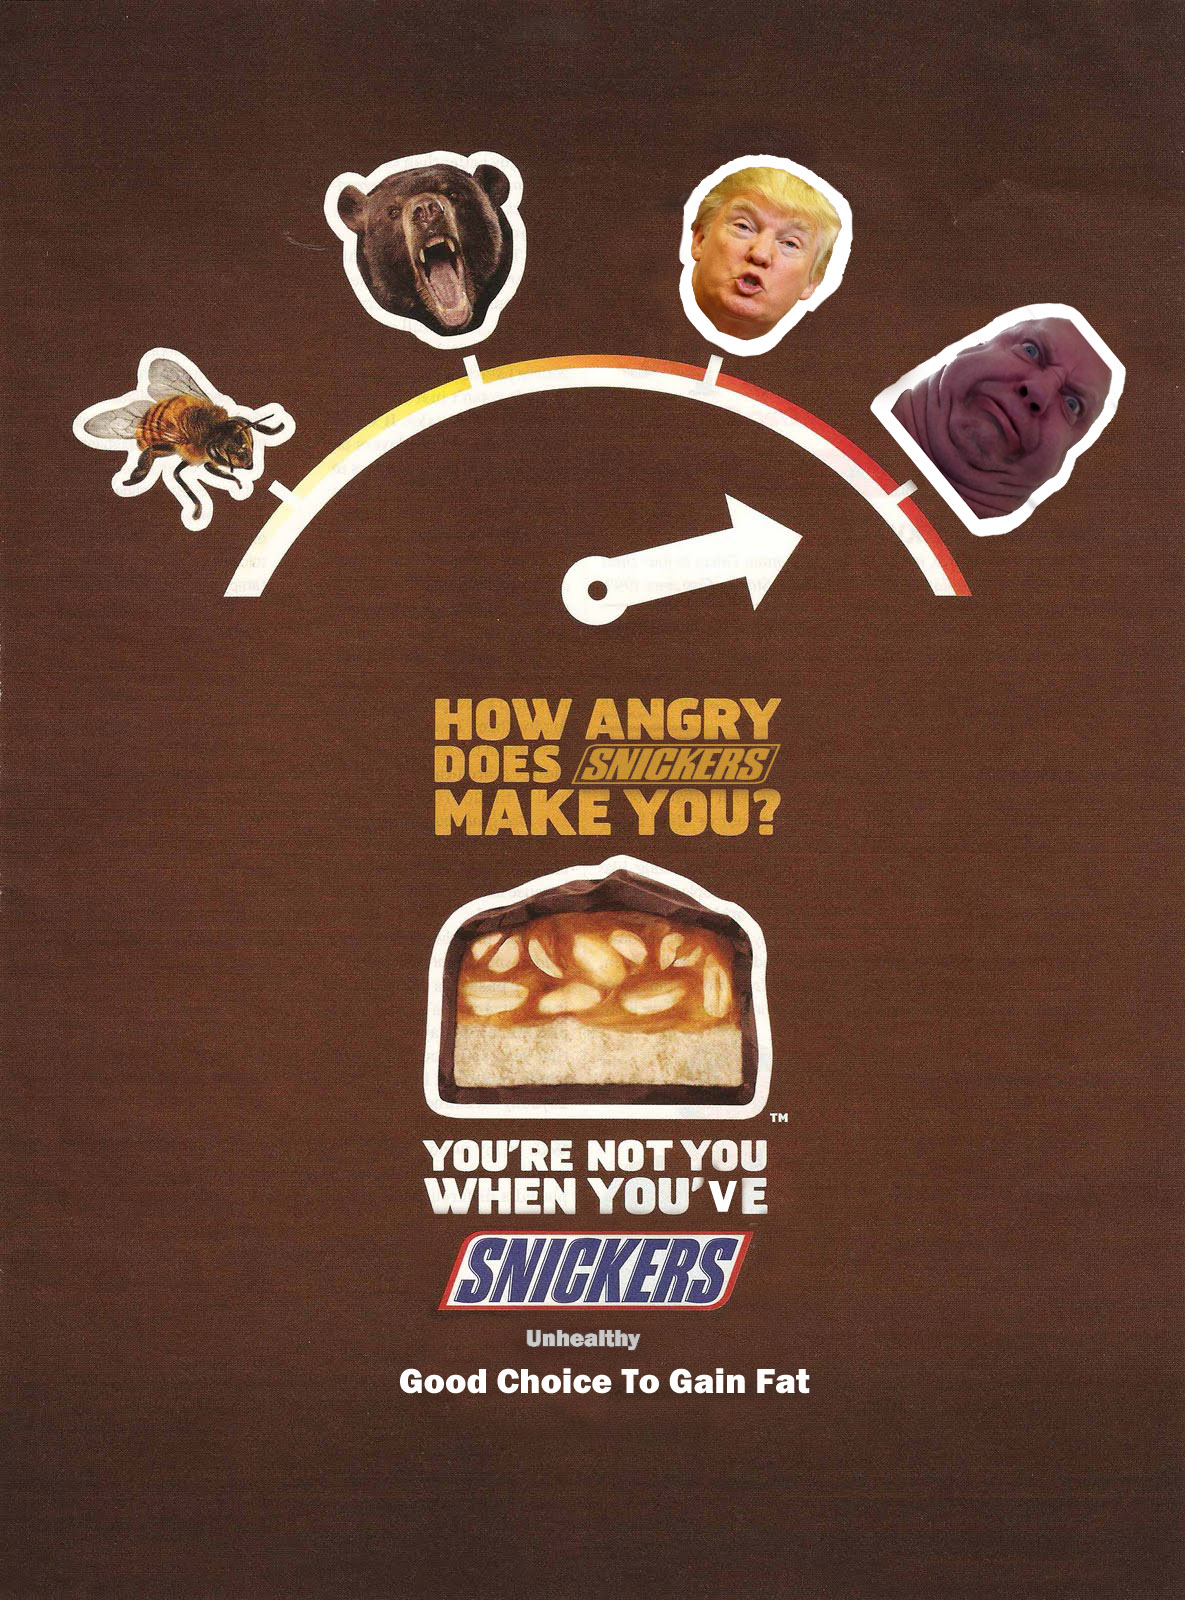 HOW ANGRY
DOES SNICKERS
MAKE YOU?
TM
YOU'RE NOT YOU
WHEN YOU'VE
SNICKERS
Unhealthy
Good Choice To Gain Fat